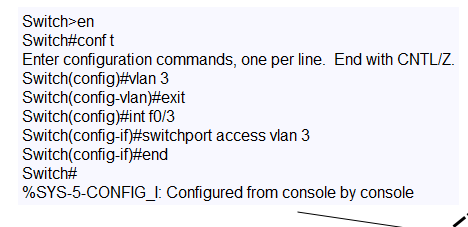 Switch>en
Switch#conf t
Enter configuration commands, one per line.  End with CNTL/Z.
Switch(config)#vlan 3
Switch(config-vlan)#exit
Switch(config)#int f0/3
Switch(config-if)#switchport access vlan 3
Switch(config-if)#end
Switch#
%SYS-5-CONFIG_I: Configured from console by console